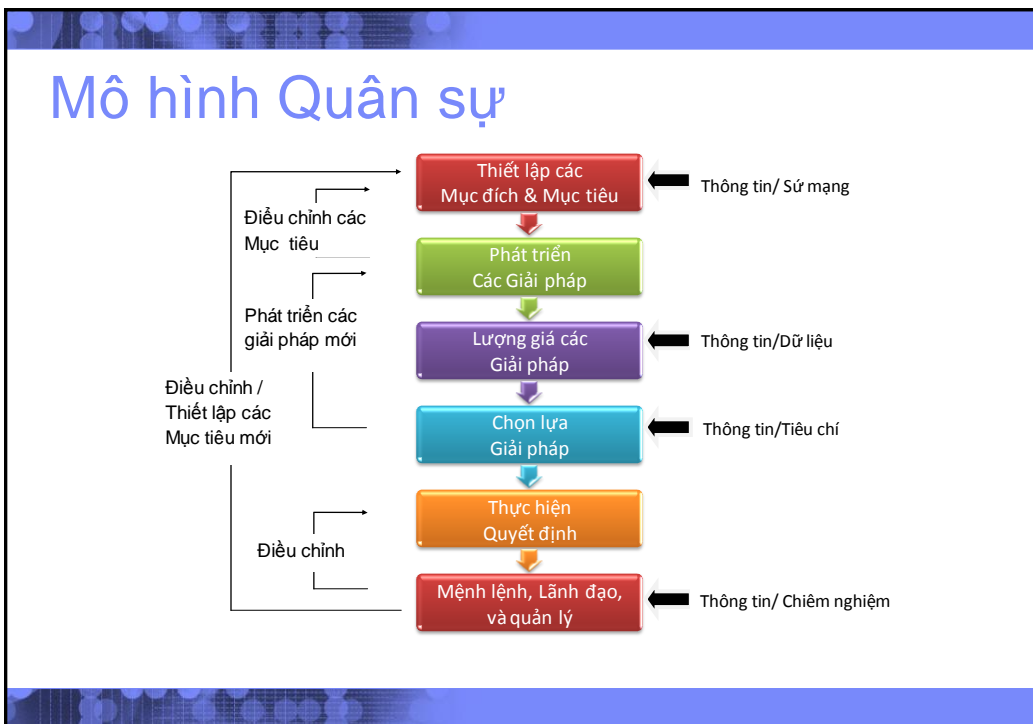 Mô hình Quân sự
Thiết lập các
Mục đích & Mục tiêu
Thông tin/ Sứ mạng
Điểu chỉnh các
Mục tiêu
Phát triển
Các Giải pháp
Phát triển các
giải pháp mới
Lượng giá các
Giải pháp
Thông tin/Dữ liệu
Điều chỉnh /
Thiết lập các
Mục tiêu mới
Chọn lựa
Giải pháp
Thông tin/Tiêu chí
Thực hiện
Quyết định
Điều chỉnh
Mệnh lệnh, Lãnh đạo,
và quản lý
Thông tin/ Chiêm nghiệm